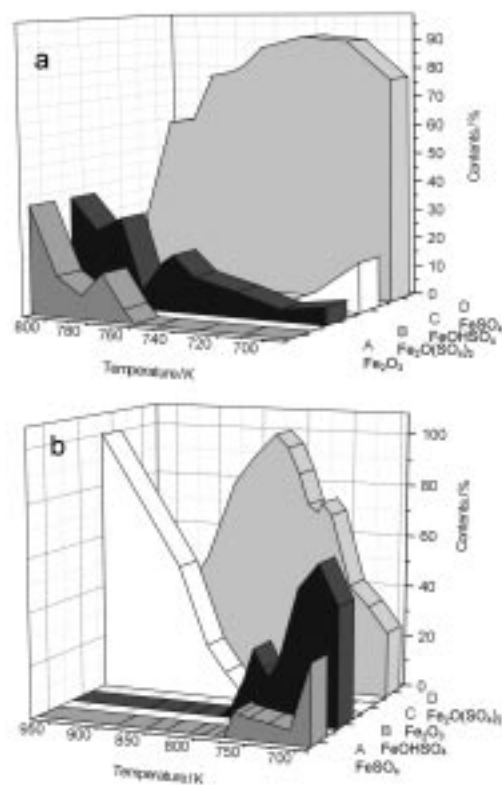 a
90
80
70
60
50
40
30
20
10
0
Contents/%
800
780
760
740
720
700
Temperature/K
D
C FeSO₄
B FeOHSO₄
A Fe₂O(SO₄)₂
Fe₂O₃
b
100
80
60
40
20
0
Contents/%
950
900
850
800
750
700
Temperature/K
D
C Fe₂O(SO₄)₂
B Fe₂O₃
A FeOHSO₄
FeSO₄